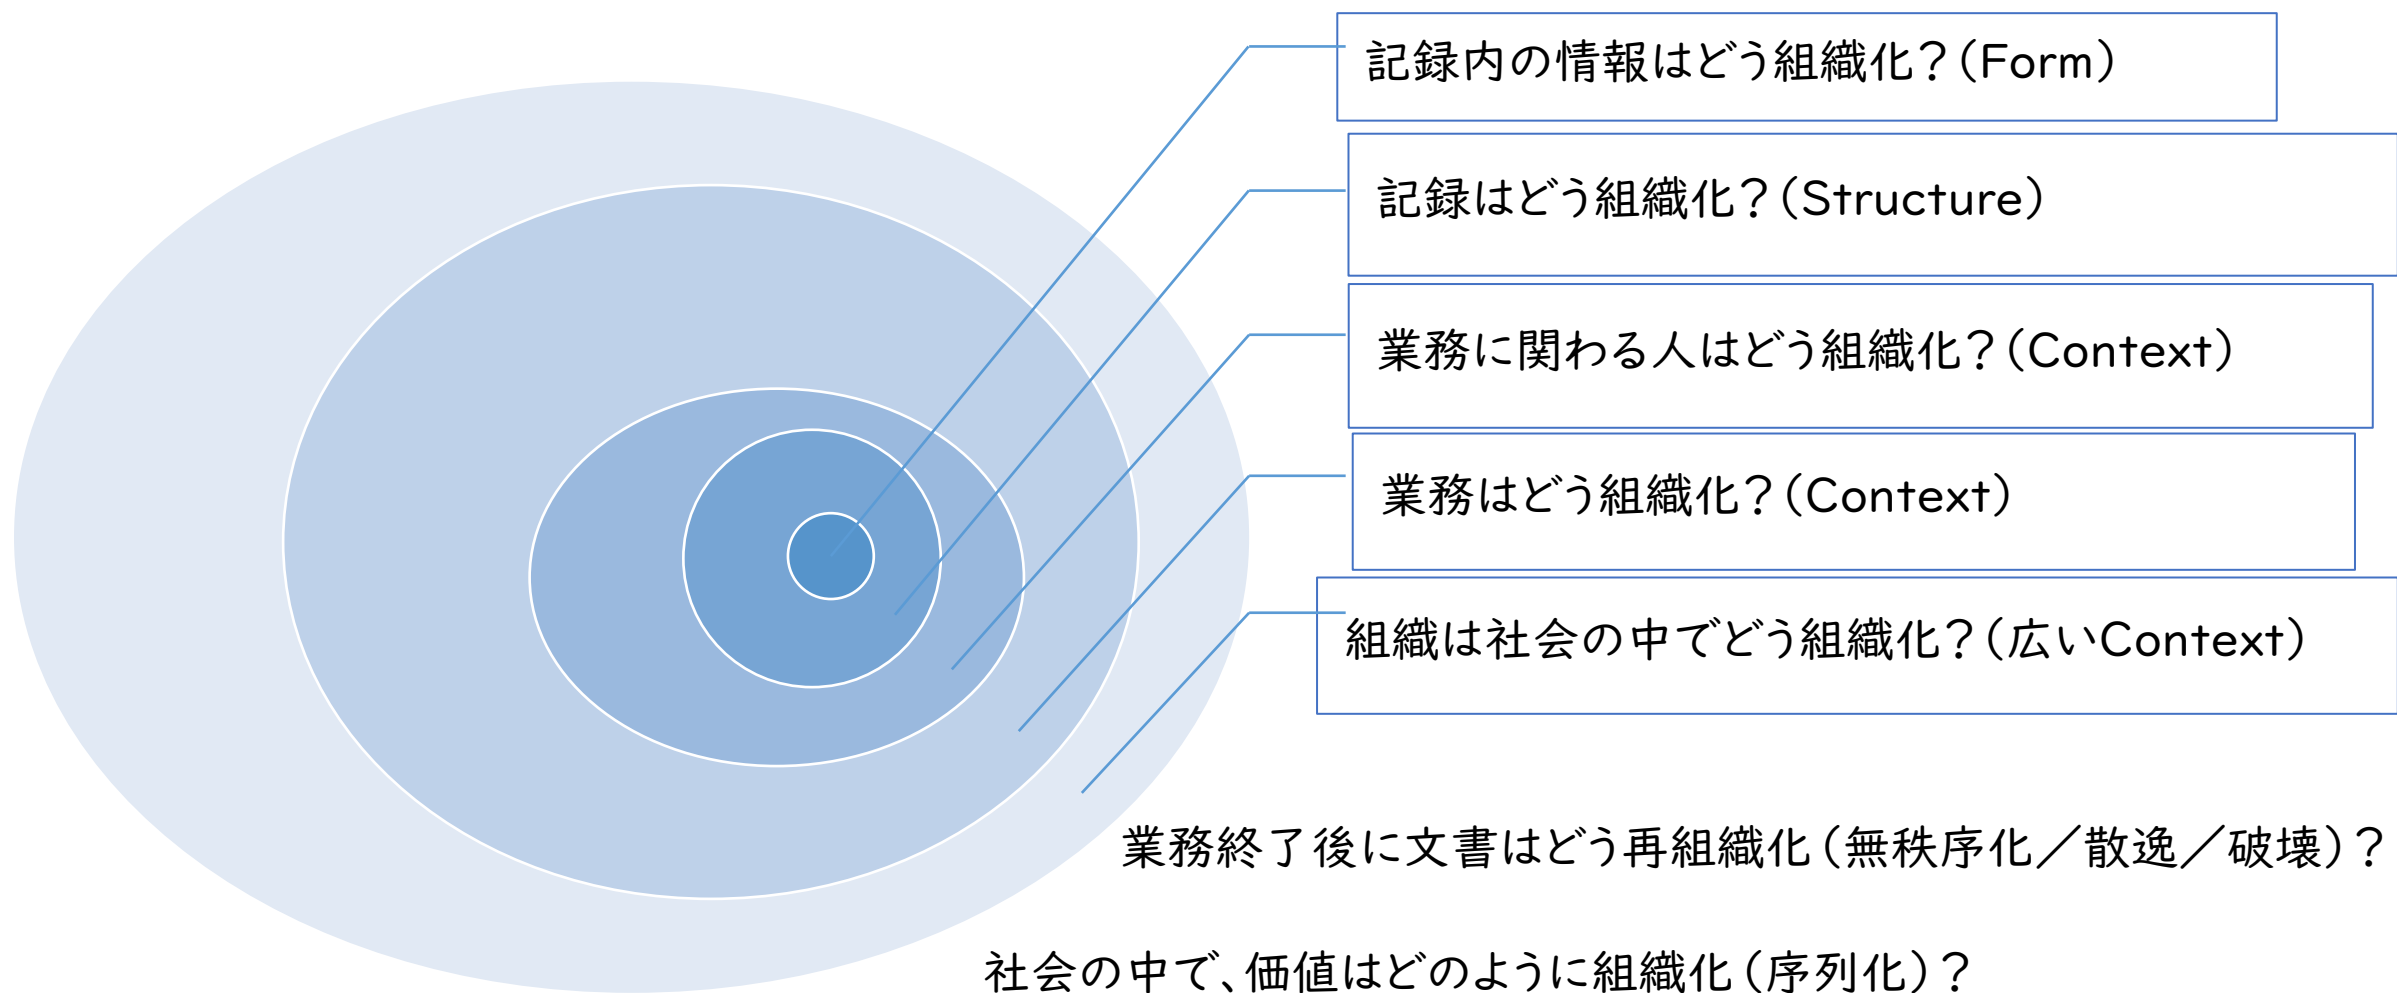 記録内の情報はどう組織化？（Form）
記録はどう組織化？（Structure）
業務に関わる人はどう組織化？（Context）
業務はどう組織化？（Context）
組織は社会の中でどう組織化？（広いContext）
業務終了後に文書はどう再組織化（無秩序化／散逸／破壊）？
社会の中で、価値はどのように組織化（序列化）？